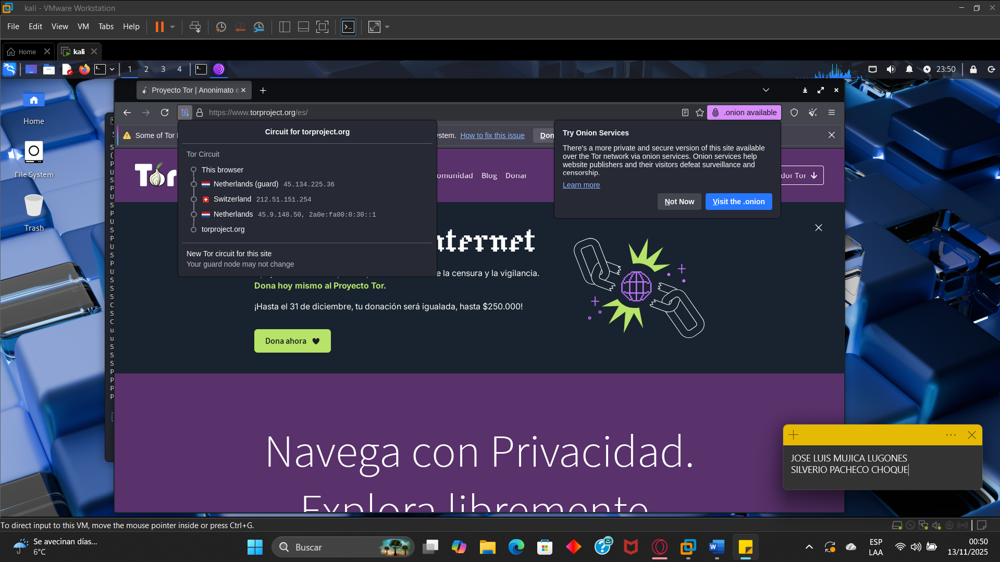 kali - VMware Workstation
File Edit View VM Tabs Help
Home
kali
1 2 3 4
23:50
Proyecto Tor | Anonimato e
https://www.torproject.org/es/
.onion available
Some of Tor
stem. How to fix this issue
Circuit for torproject.org
Tor Circuit
This browser
Netherlands (guard) 45.134.225.36
Switzerland 212.51.151.254
Netherlands 45.9.148.50, 2a0e:fa00:0:30::1
torproject.org
New Tor circuit for this site
Your guard node may not change
Try Onion Services
There's a more private and secure version of this site available
over the Tor network via onion services. Onion services help
website publishers and their visitors defeat surveillance and
censorship.
Learn more
Not Now
Visit the .onion
Tor
omunidad Blog Donar
dor Tor
nternet
e la censura y la vigilancia.
Dona hoy mismo al Proyecto Tor.
¡Hasta el 31 de diciembre, tu donación será igualada, hasta $250.000!
Dona ahora
Navega con Privacidad.
Explora libremente.
Home
File System
Trash
JOSE LUIS MUJICA LUGONES
SILVERIO PACHECO CHOQUE
To direct input to this VM, move the mouse pointer inside or press Ctrl+G.
Se avecinan días...
6°C
Buscar
ESP
LAA
00:50
13/11/2025